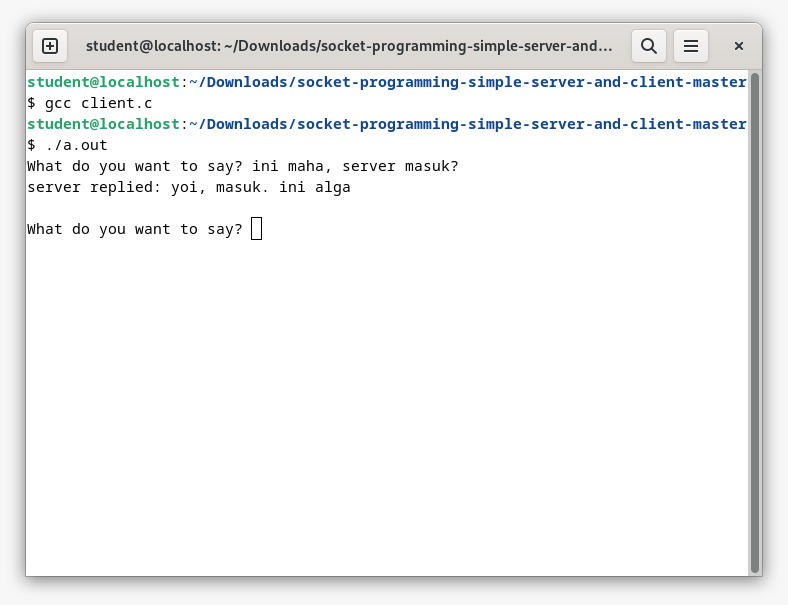 student@localhost: ~/Downloads/socket-programming-simple-server-and…
student@localhost:~/Downloads/socket-programming-simple-server-and-client-master
$ gcc client.c
student@localhost:~/Downloads/socket-programming-simple-server-and-client-master
$ ./a.out
What do you want to say? ini maha, server masuk?
server replied: yoi, masuk. ini alga
What do you want to say?